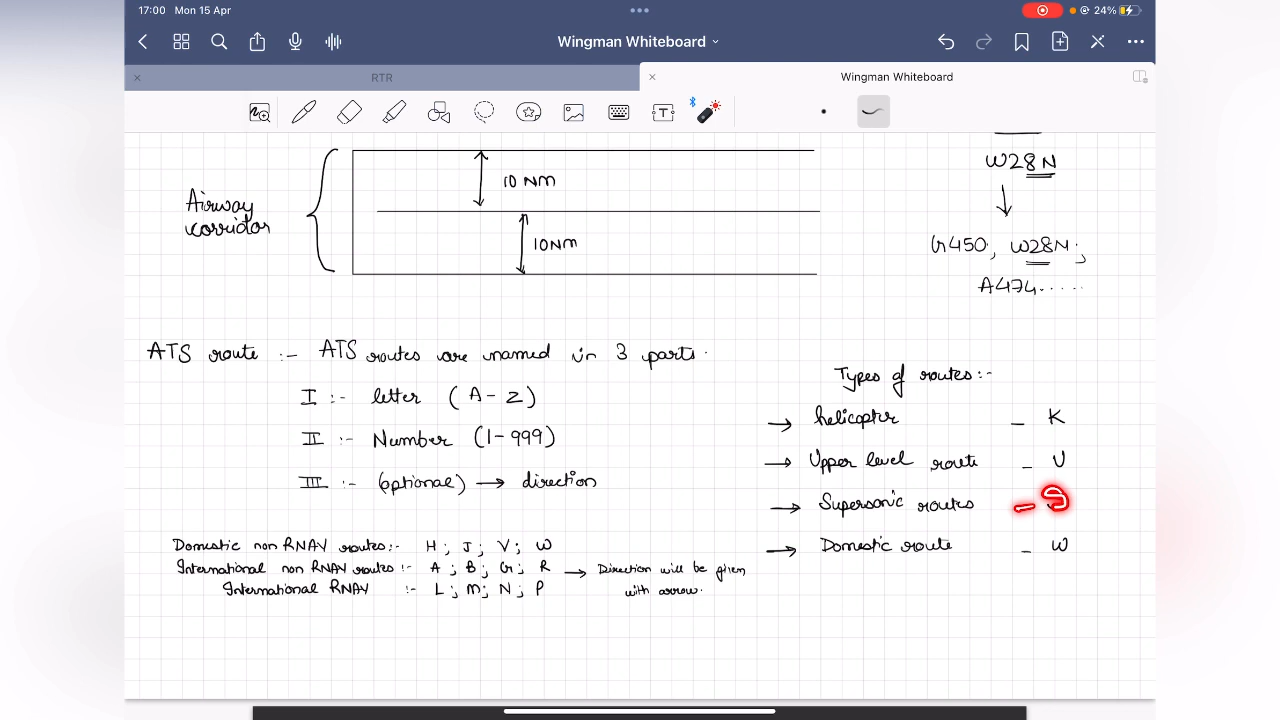 17:00 Mon 15 Apr
24%
Wingman Whiteboard
RTR
Wingman Whiteboard
10 NM
Airway corridor
10NM
W28N
G450; W28N;
A474.....
ATS route :- ATS routes are named in 3 parts.
I :- letter (A-Z)
II :- Number (1-999)
III :- (optional) → direction
Domestic non RNAV routes:- H; J; V; W
International non RNAV routes :- A; B; G; R → Direction will be given with arrow.
International RNAV :- L; M; N; P
Types of routes:-
→ helicopter - K
→ Upper level route - U
→ Supersonic routes - S
→ Domestic route - W